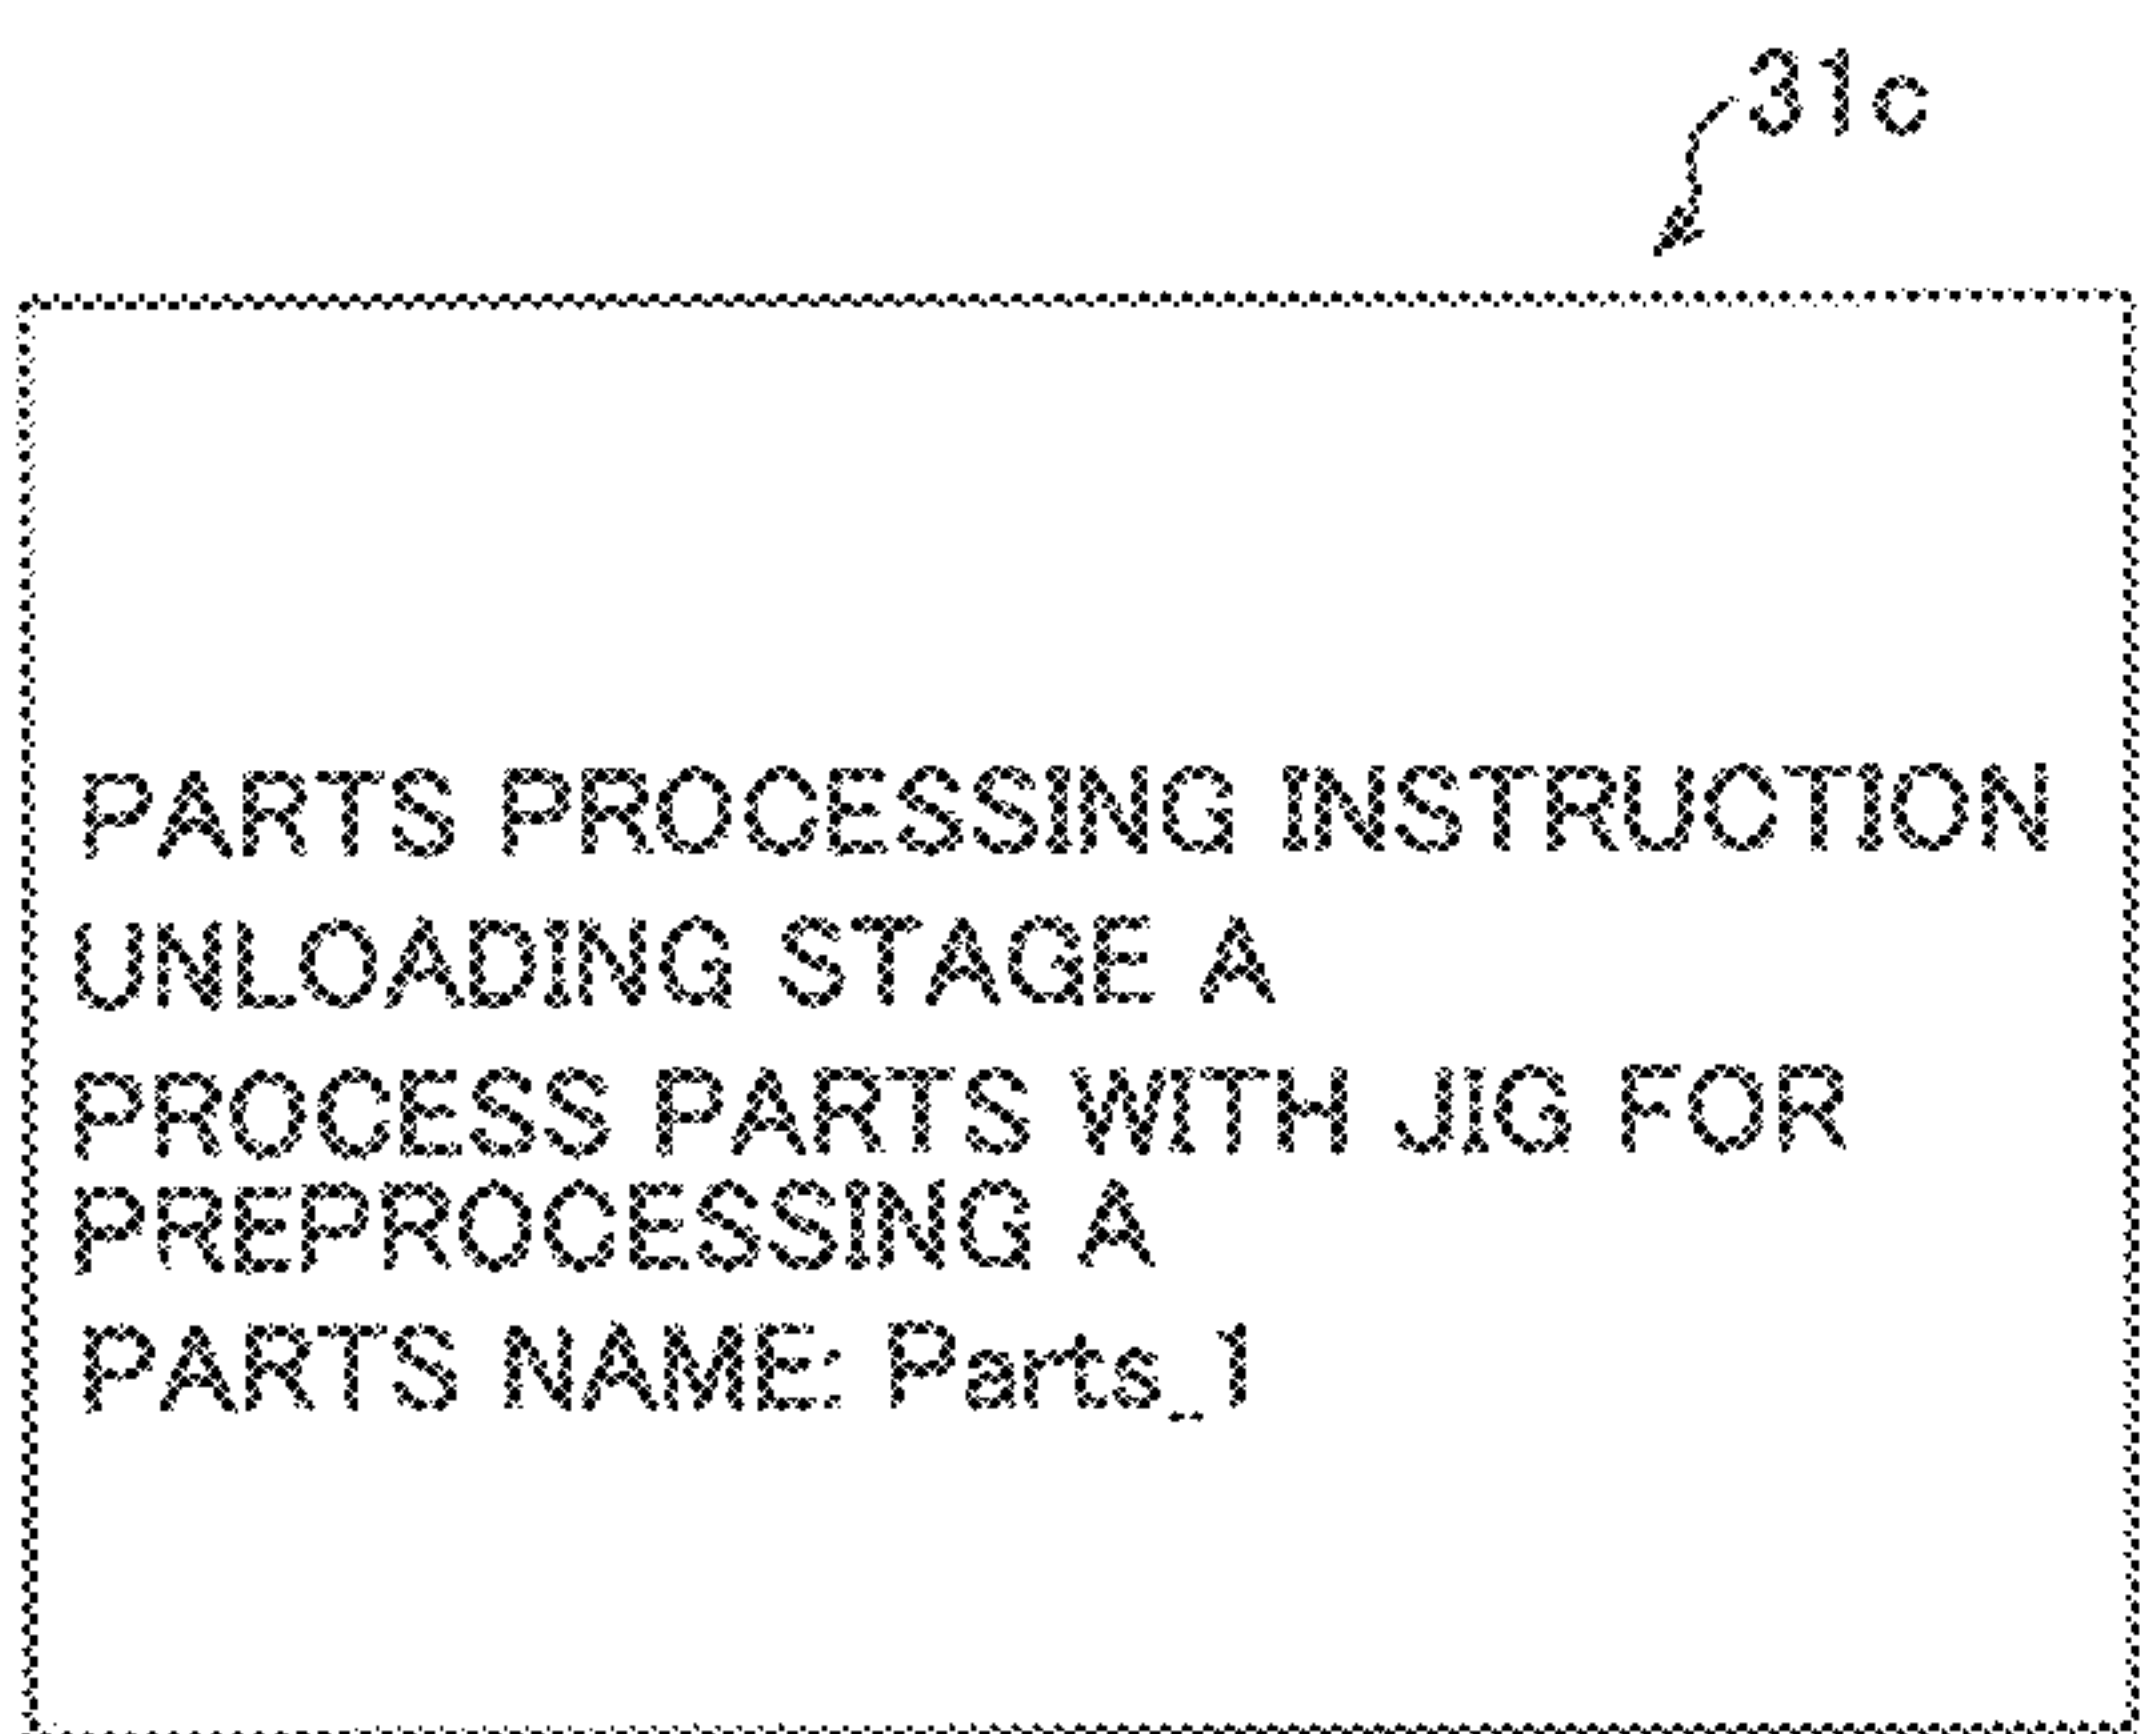 31c
PARTS PROCESSING INSTRUCTION
UNLOADING STAGE A
PROCESS PARTS WITH JIG FOR
PREPROCESSING A
PARTS NAME: Parts_1